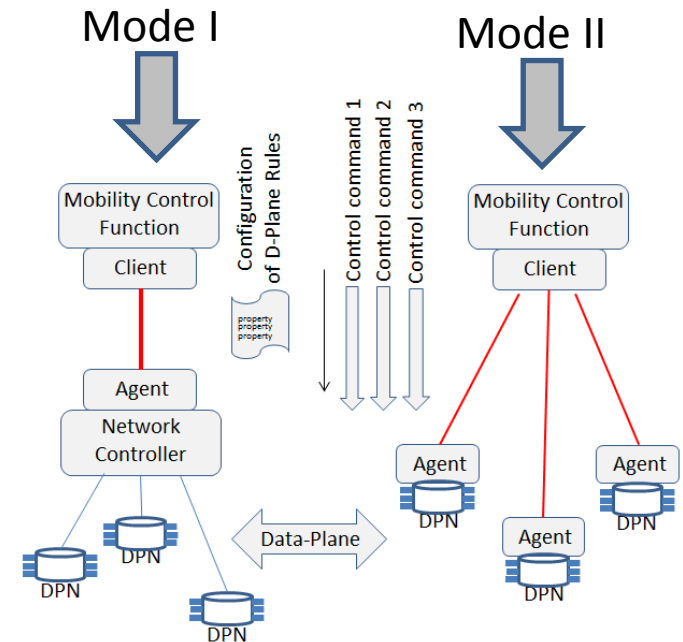 Mode I
Mode II
Mobility Control
Function
Client
Configuration
of D-Plane Rules
property
property
property
Control command 1
Control command 2
Control command 3
Mobility Control
Function
Client
Agent
Network
Controller
DPN
DPN
DPN
Data-Plane
Agent
DPN
Agent
DPN
Agent
DPN